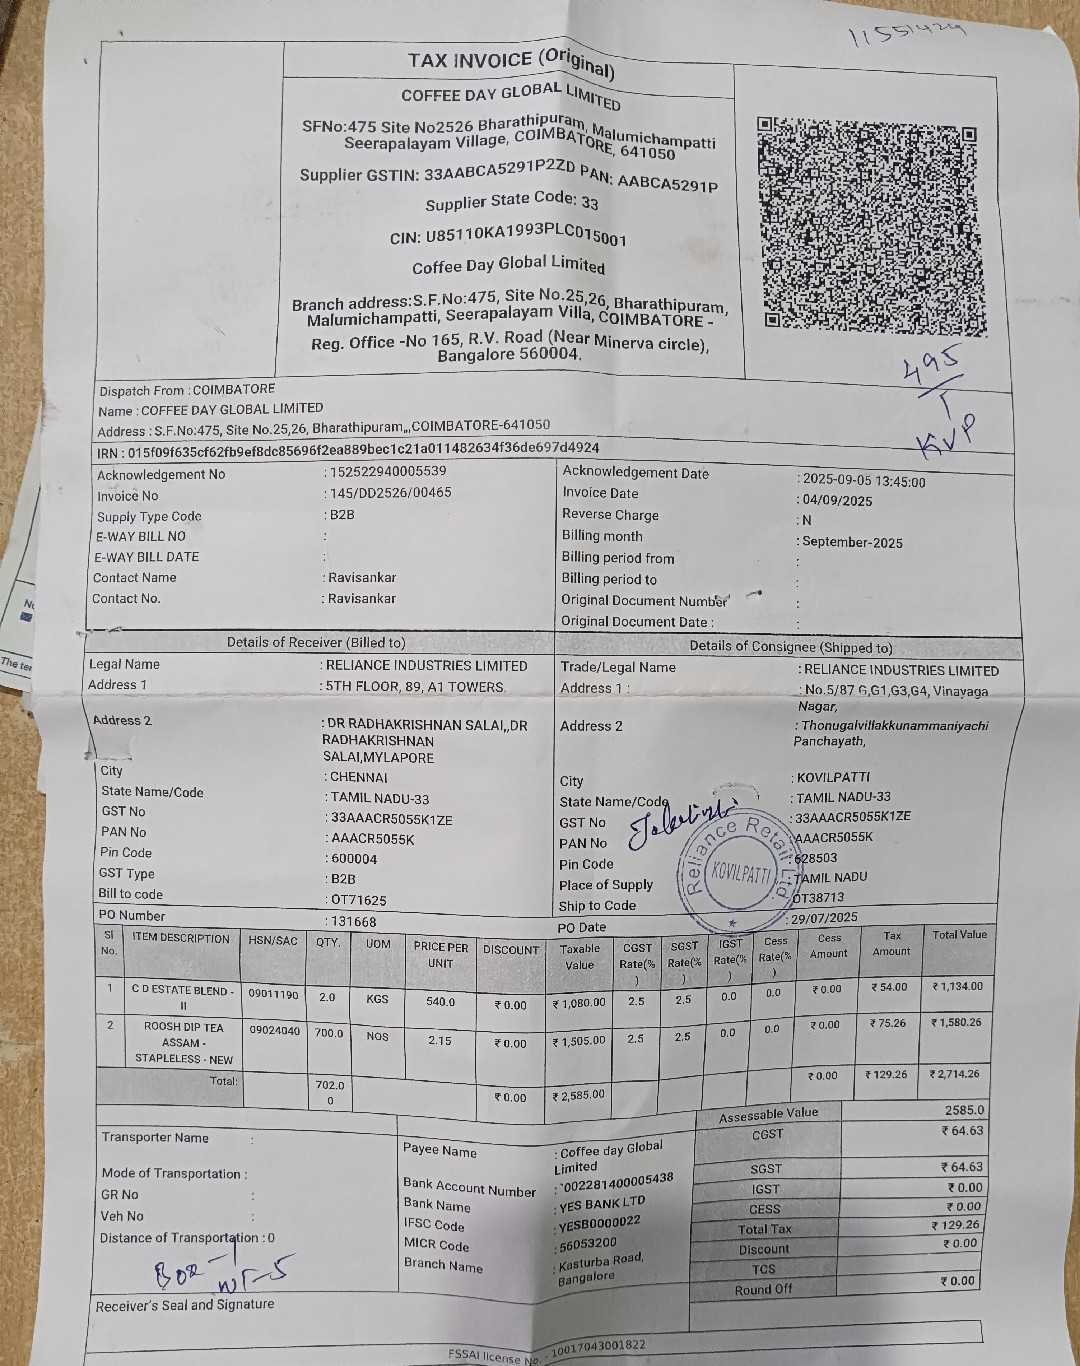 11551429
TAX INVOICE (Original)
COFFEE DAY GLOBAL LIMITED
SFNo:475 Site No2526 Bharathipuram, Malumichampatti
Seerapalayam Village, COIMBATORE, 641050
Supplier GSTIN: 33AABCA5291P2ZD PAN: AABCA5291P
Supplier State Code: 33
CIN: U85110KA1993PLC015001
Coffee Day Global Limited
Branch address:S.F.No:475, Site No.25,26, Bharathipuram,
Malumichampatti, Seerapalayam Villa, COIMBATORE -
Reg. Office -No 165, R.V. Road (Near Minerva circle),
Bangalore 560004.
495
KVP
Dispatch From : COIMBATORE
Name : COFFEE DAY GLOBAL LIMITED
Address : S.F.No:475, Site No.25,26, Bharathipuram,,,COIMBATORE-641050
IRN : 015f09f635cf62fb9ef8dc85696f2ea889bec1c21a011482634f36de697d4924
Acknowledgement No : 152522940005539 Acknowledgement Date : 2025-09-05 13:45:00
Invoice No : 145/DD2526/00465 Invoice Date : 04/09/2025
Supply Type Code : B2B Reverse Charge : N
E-WAY BILL NO : Billing month : September-2025
E-WAY BILL DATE : Billing period from :
Contact Name : Ravisankar Billing period to :
Contact No. : Ravisankar Original Document Number :
Original Document Date : :
Details of Receiver (Billed to) Details of Consignee (Shipped to)
Legal Name : RELIANCE INDUSTRIES LIMITED Trade/Legal Name : RELIANCE INDUSTRIES LIMITED
Address 1 : 5TH FLOOR, 89, A1 TOWERS, Address 1 : : No.5/87 G,G1,G3,G4, Vinayaga
Nagar,
Address 2 : DR RADHAKRISHNAN SALAI,,DR Address 2 : Thonugalvillakkunammaniyachi
RADHAKRISHNAN Panchayath,
SALAI,MYLAPORE
City : CHENNAI City : KOVILPATTI
State Name/Code : TAMIL NADU-33 State Name/Code : TAMIL NADU-33
GST No : 33AAACR5055K1ZE GST No : 33AAACR5055K1ZE
PAN No : AAACR5055K PAN No : AAACR5055K
Pin Code : 600004 Pin Code : 628503
GST Type : B2B Place of Supply : TAMIL NADU
Bill to code : OT71625 Ship to Code : OT38713
Reliance Retail Ltd.
KOVILPATTI
PO Number : 131668 PO Date : 29/07/2025
Sl No. ITEM DESCRIPTION HSN/SAC QTY. UOM PRICE PER UNIT DISCOUNT Taxable Value CGST Rate(%) SGST Rate(%) IGST Rate(%) Cess Rate(%) Cess Amount Tax Amount Total Value
1 C D ESTATE BLEND - II 09011190 2.0 KGS 540.0 ₹ 0.00 ₹ 1,080.00 2.5 2.5 0.0 0.0 ₹ 0.00 ₹ 54.00 ₹ 1,134.00
2 ROOSH DIP TEA ASSAM - STAPLELESS - NEW 09024040 700.0 NOS 2.15 ₹ 0.00 ₹ 1,505.00 2.5 2.5 0.0 0.0 ₹ 0.00 ₹ 75.26 ₹ 1,580.26
Total: 702.00 ₹ 0.00 ₹ 2,585.00 ₹ 0.00 ₹ 129.26 ₹ 2,714.26
Transporter Name :
Mode of Transportation :
GR No :
Veh No :
Distance of Transportation : 0
Box - 1
WT - 5
Payee Name : Coffee day Global
Limited
Bank Account Number : `002281400005438
Bank Name : YES BANK LTD
IFSC Code : YESB0000022
MICR Code : 56053200
Branch Name : Kasturba Road,
Bangalore
Assessable Value 2585.0
CGST ₹ 64.63
SGST ₹ 64.63
IGST ₹ 0.00
CESS ₹ 0.00
Total Tax ₹ 129.26
Discount ₹ 0.00
TCS
Round Off ₹ 0.00
Receiver's Seal and Signature
FSSAI license No. : 10017043001822